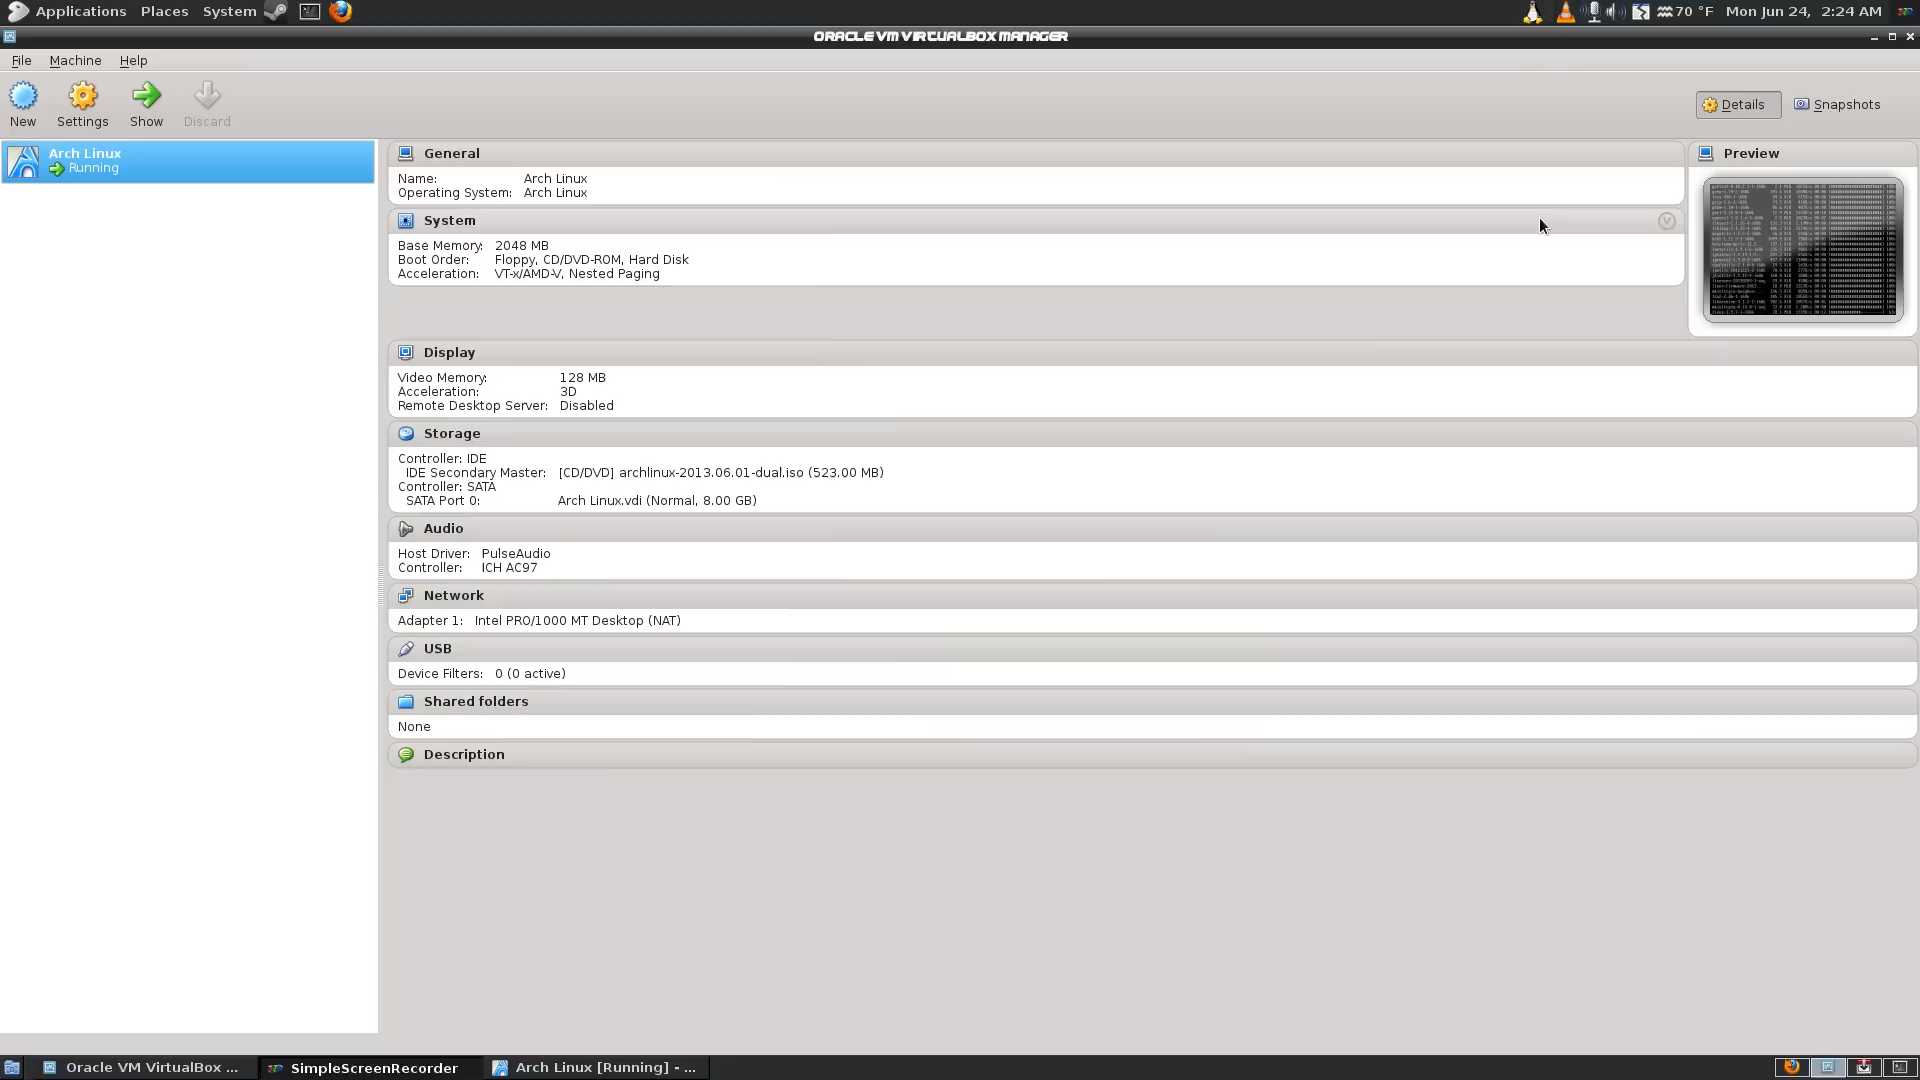 Applications Places System 70 °F Mon Jun 24, 2:24 AM
ORACLE VM VIRTUALBOX MANAGER
File Machine Help
New Settings Show Discard Details Snapshots
Arch Linux
Running
General
Name: Arch Linux
Operating System: Arch Linux
System
Base Memory: 2048 MB
Boot Order: Floppy, CD/DVD-ROM, Hard Disk
Acceleration: VT-x/AMD-V, Nested Paging
Preview
Display
Video Memory: 128 MB
Acceleration: 3D
Remote Desktop Server: Disabled
Storage
Controller: IDE
IDE Secondary Master: [CD/DVD] archlinux-2013.06.01-dual.iso (523.00 MB)
Controller: SATA
SATA Port 0: Arch Linux.vdi (Normal, 8.00 GB)
Audio
Host Driver: PulseAudio
Controller: ICH AC97
Network
Adapter 1: Intel PRO/1000 MT Desktop (NAT)
USB
Device Filters: 0 (0 active)
Shared folders
None
Description
Oracle VM VirtualBox ... SimpleScreenRecorder Arch Linux [Running] - ...